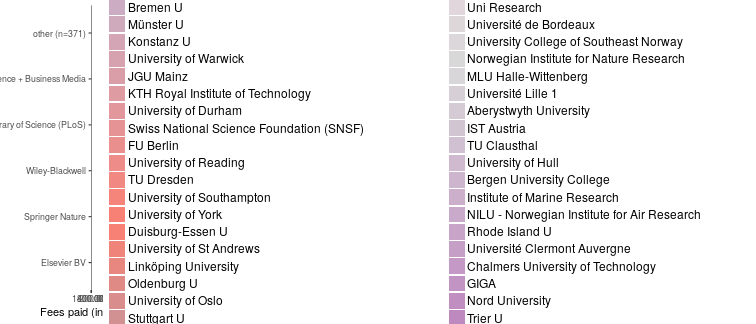 other (n=371)
ence + Business Media
rary of Science (PLoS)
Wiley-Blackwell
Springer Nature
Elsevier BV
Fees paid (in
Bremen U
Münster U
Konstanz U
University of Warwick
JGU Mainz
KTH Royal Institute of Technology
University of Durham
Swiss National Science Foundation (SNSF)
FU Berlin
University of Reading
TU Dresden
University of Southampton
University of York
Duisburg-Essen U
University of St Andrews
Linköping University
Oldenburg U
University of Oslo
Stuttgart U
Uni Research
Université de Bordeaux
University College of Southeast Norway
Norwegian Institute for Nature Research
MLU Halle-Wittenberg
Université Lille 1
Aberystwyth University
IST Austria
TU Clausthal
University of Hull
Bergen University College
Institute of Marine Research
NILU - Norwegian Institute for Air Research
Rhode Island U
Université Clermont Auvergne
Chalmers University of Technology
GIGA
Nord University
Trier U